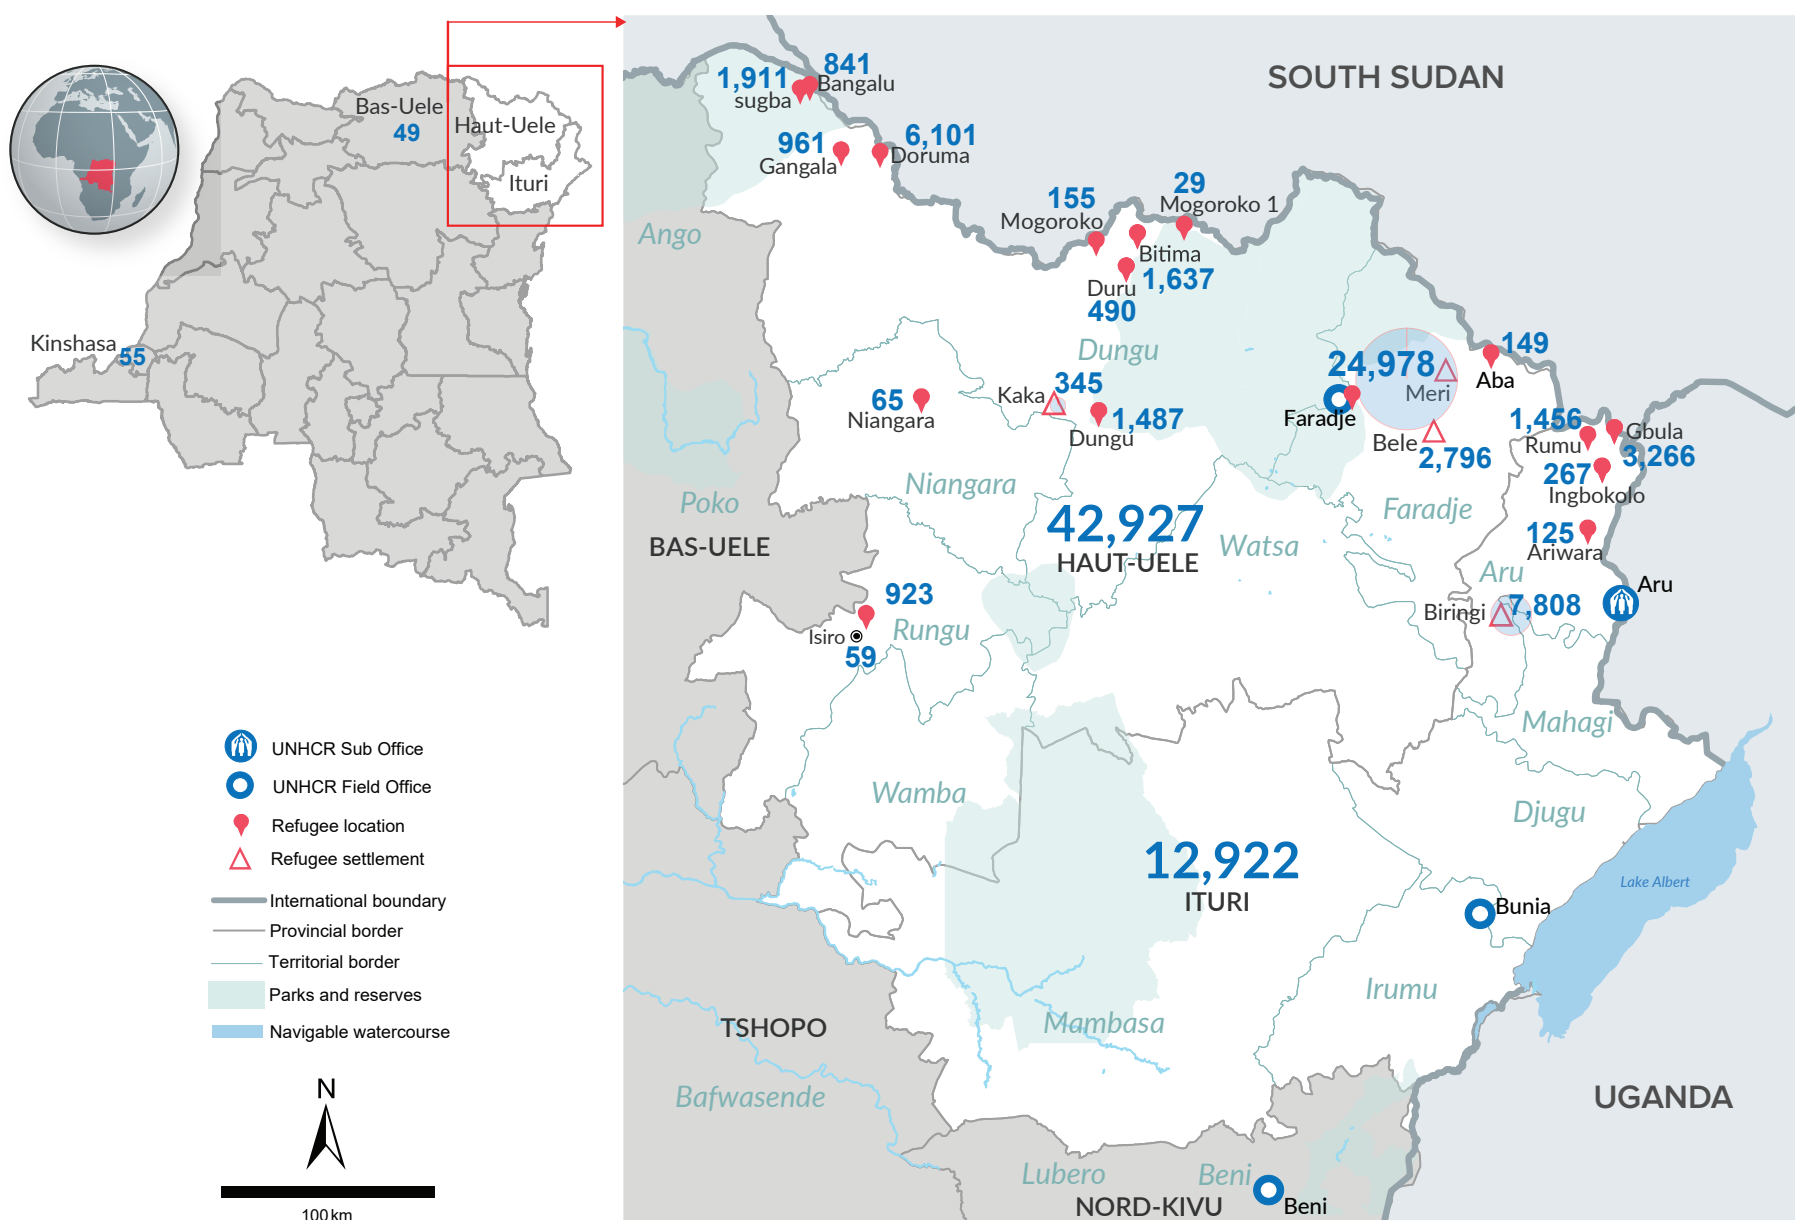 Bas-Uele
49
Haut-Uele
Ituri
Kinshasa
55
SOUTH SUDAN
841
1,911
Bangalu
sugba
6,101
961
Doruma
Gangala
29
155
Mogoroko 1
Mogoroko
Ango
Bitima
1,637
Duru
490
Dungu
149
24,978
Aba
Meri
345
Kaka
65
1,487
Niangara
Dungu
Faradje
1,456
Gbula
Rumu
Bele
3,266
2,796
267
Ingbokolo
Niangara
Poko
Faradje
42,927
HAUT-UELE
Watsa
125
Ariwara
BAS-UELE
Aru
Aru
923
7,808
Biringi
Rungu
Isiro
59
Mahagi
Wamba
Djugu
12,922
ITURI
Lake Albert
Bunia
Irumu
Mambasa
TSHOPO
Bafwasende
UGANDA
Lubero
Beni
NORD-KIVU
Beni
UNHCR Sub Office
UNHCR Field Office
Refugee location
Refugee settlement
International boundary
Provincial border
Territorial border
Parks and reserves
Navigable watercourse
N
100 km